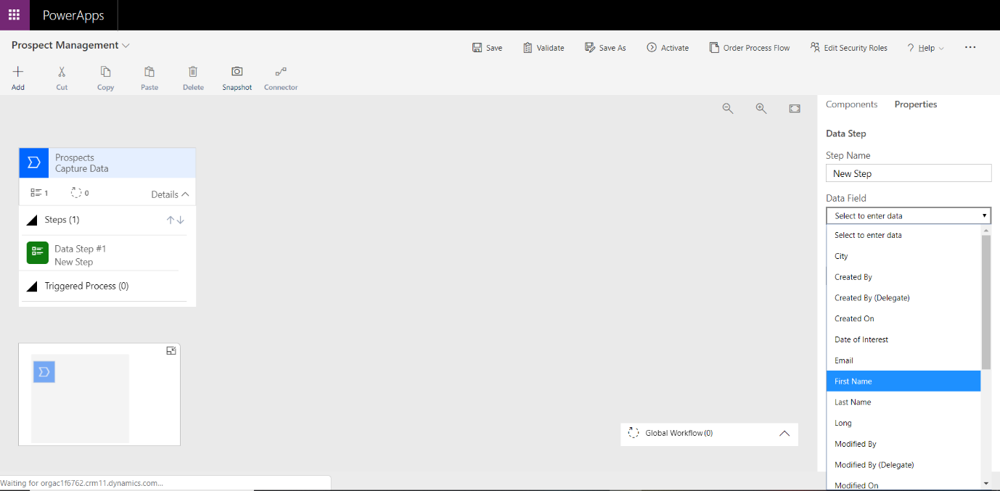 PowerApps
Prospect Management
Save
Validate
Save As
Activate
Order Process Flow
Edit Security Roles
? Help
...
Add
Cut
Copy
Paste
Delete
Snapshot
Connector
Prospects
Capture Data
1
0
Details
Steps (1)
Data Step #1
New Step
Triggered Process (0)
Global Workflow (0)
Waiting for orgac1f6762.crm11.dynamics.com...
Components
Properties
Data Step
Step Name
New Step
Data Field
Select to enter data
Select to enter data
City
Created By
Created By (Delegate)
Created On
Date of Interest
Email
First Name
Last Name
Long
Modified By
Modified By (Delegate)
Modified On